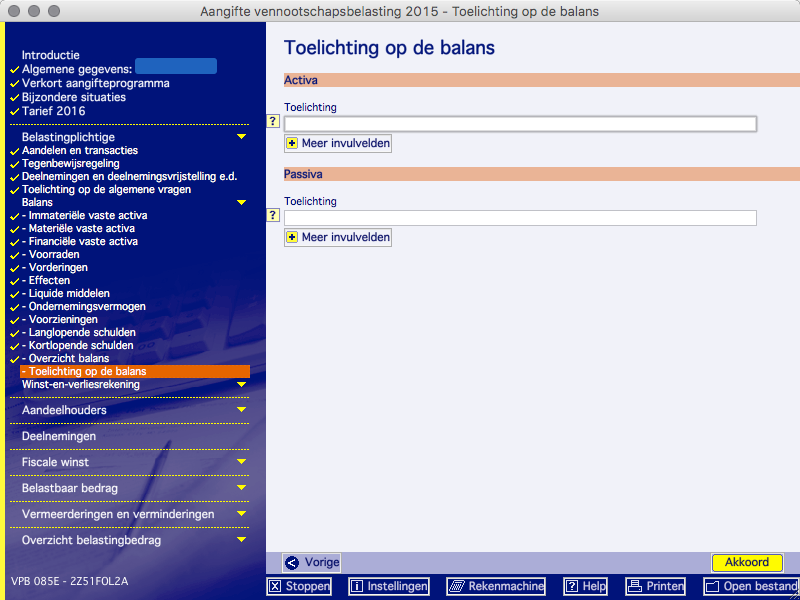 Aangifte vennootschapsbelasting 2015 - Toelichting op de balans
Introductie
Algemene gegevens:
Verkort aangifteprogramma
Bijzondere situaties
Tarief 2016
Belastingplichtige
Aandelen en transacties
Tegenbewijsregeling
Deelnemingen en deelnemingsvrijstelling e.d.
Toelichting op de algemene vragen
Balans
- Immateriële vaste activa
- Materiële vaste activa
- Financiële vaste activa
- Voorraden
- Vorderingen
- Effecten
- Liquide middelen
- Ondernemingsvermogen
- Voorzieningen
- Langlopende schulden
- Kortlopende schulden
- Overzicht balans
- Toelichting op de balans
Winst-en-verliesrekening
Aandeelhouders
Deelnemingen
Fiscale winst
Belastbaar bedrag
Vermeerderingen en verminderingen
Overzicht belastingbedrag
VPB 085E - 2Z51FOL2A
Toelichting op de balans
Activa
Toelichting
?
+ Meer invulvelden
Passiva
Toelichting
?
+ Meer invulvelden
< Vorige
Akkoord
X Stoppen
i Instellingen
Rekenmachine
? Help
Printen
Open bestand